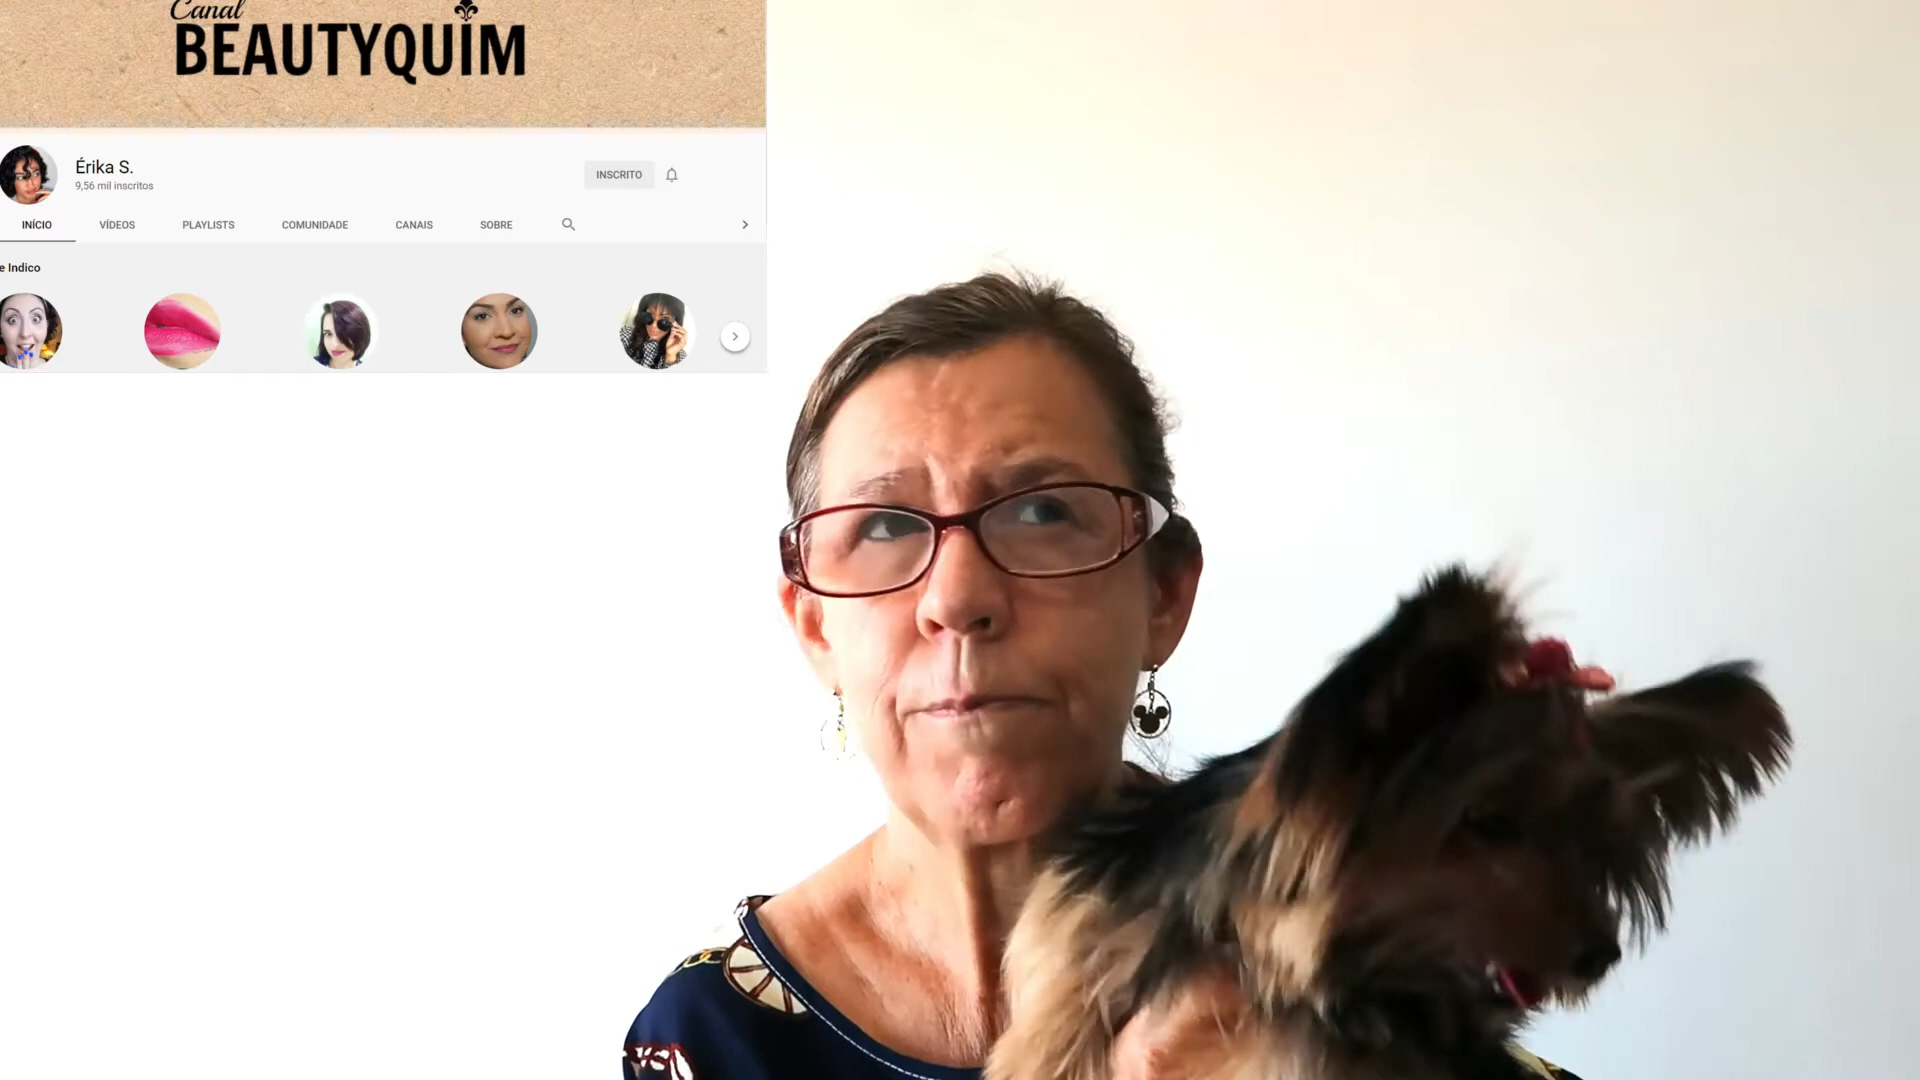 Canal
BEAUTYQUIM
Érika S.
9,56 mil inscritos
INSCRITO
INÍCIO VÍDEOS PLAYLISTS COMUNIDADE CANAIS SOBRE
e Indico